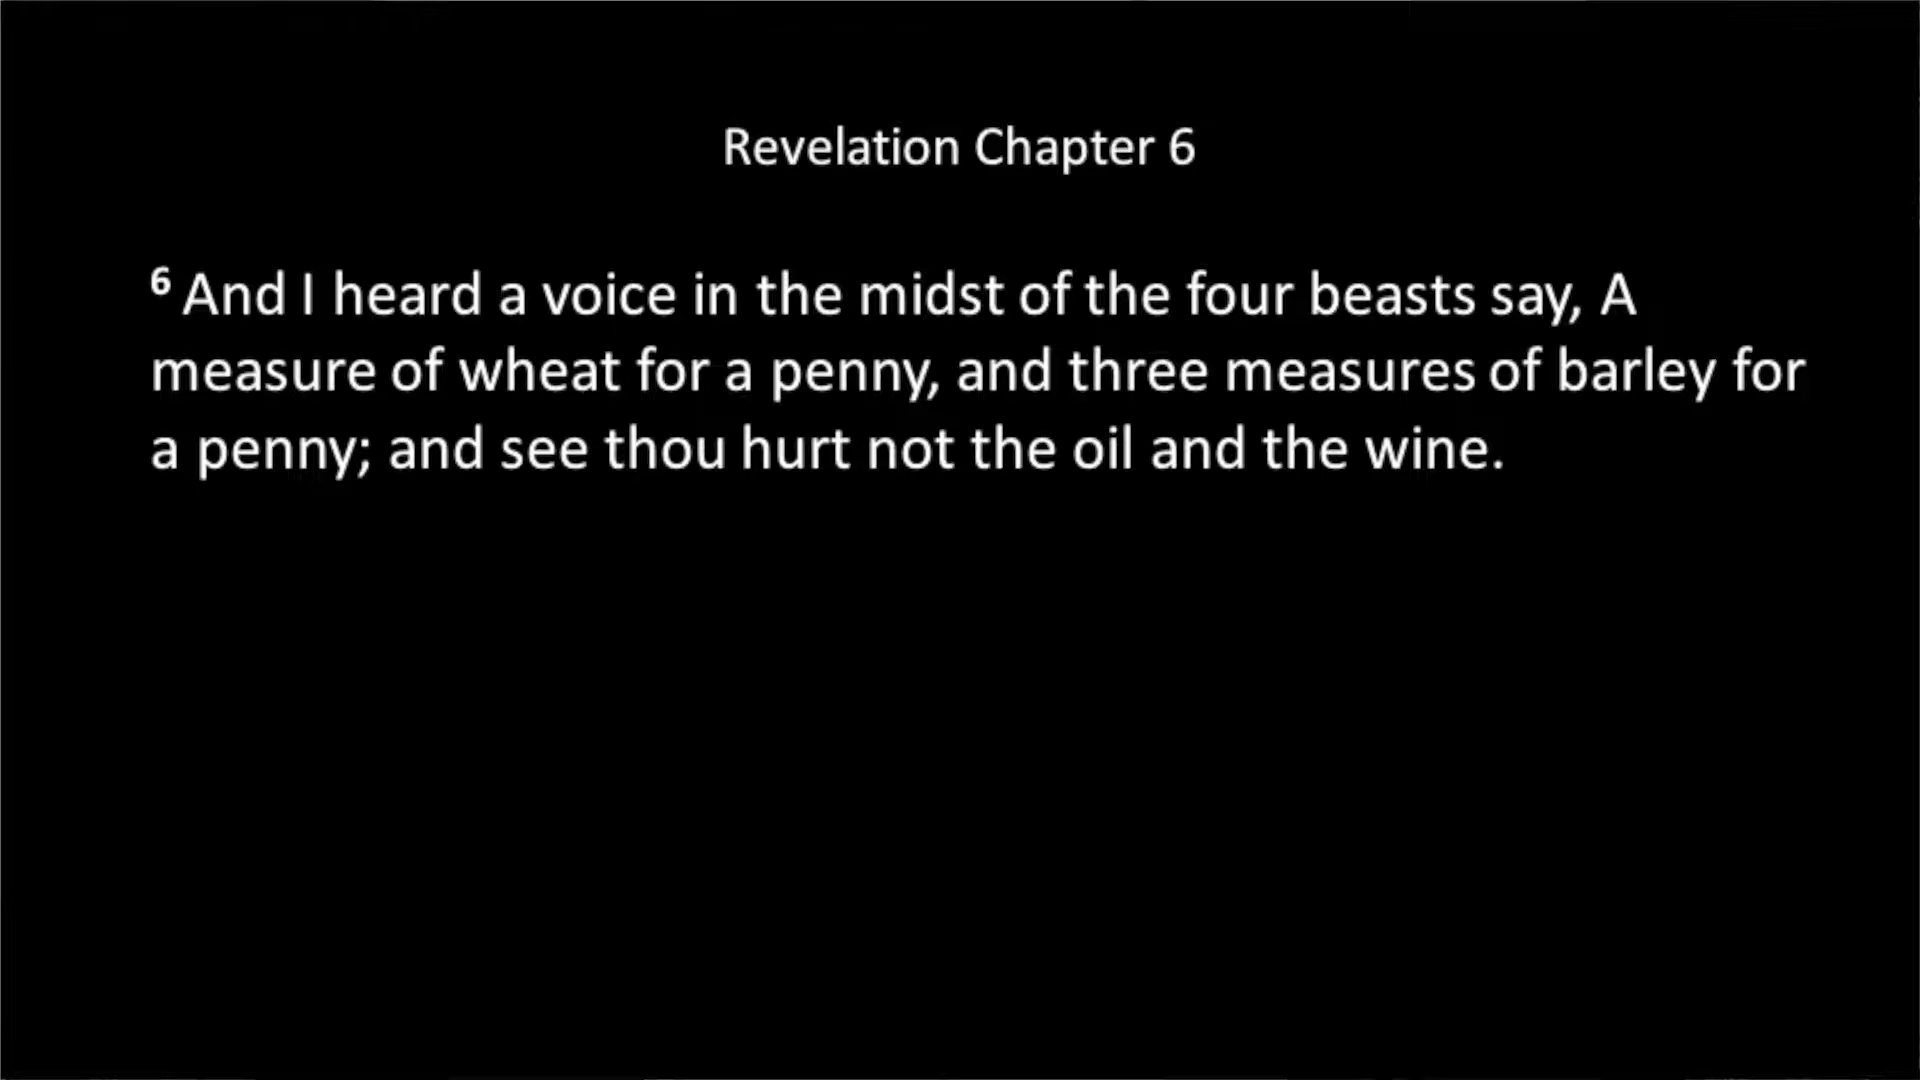 Revelation Chapter 6
6 And I heard a voice in the midst of the four beasts say, A
measure of wheat for a penny, and three measures of barley for
a penny; and see thou hurt not the oil and the wine.